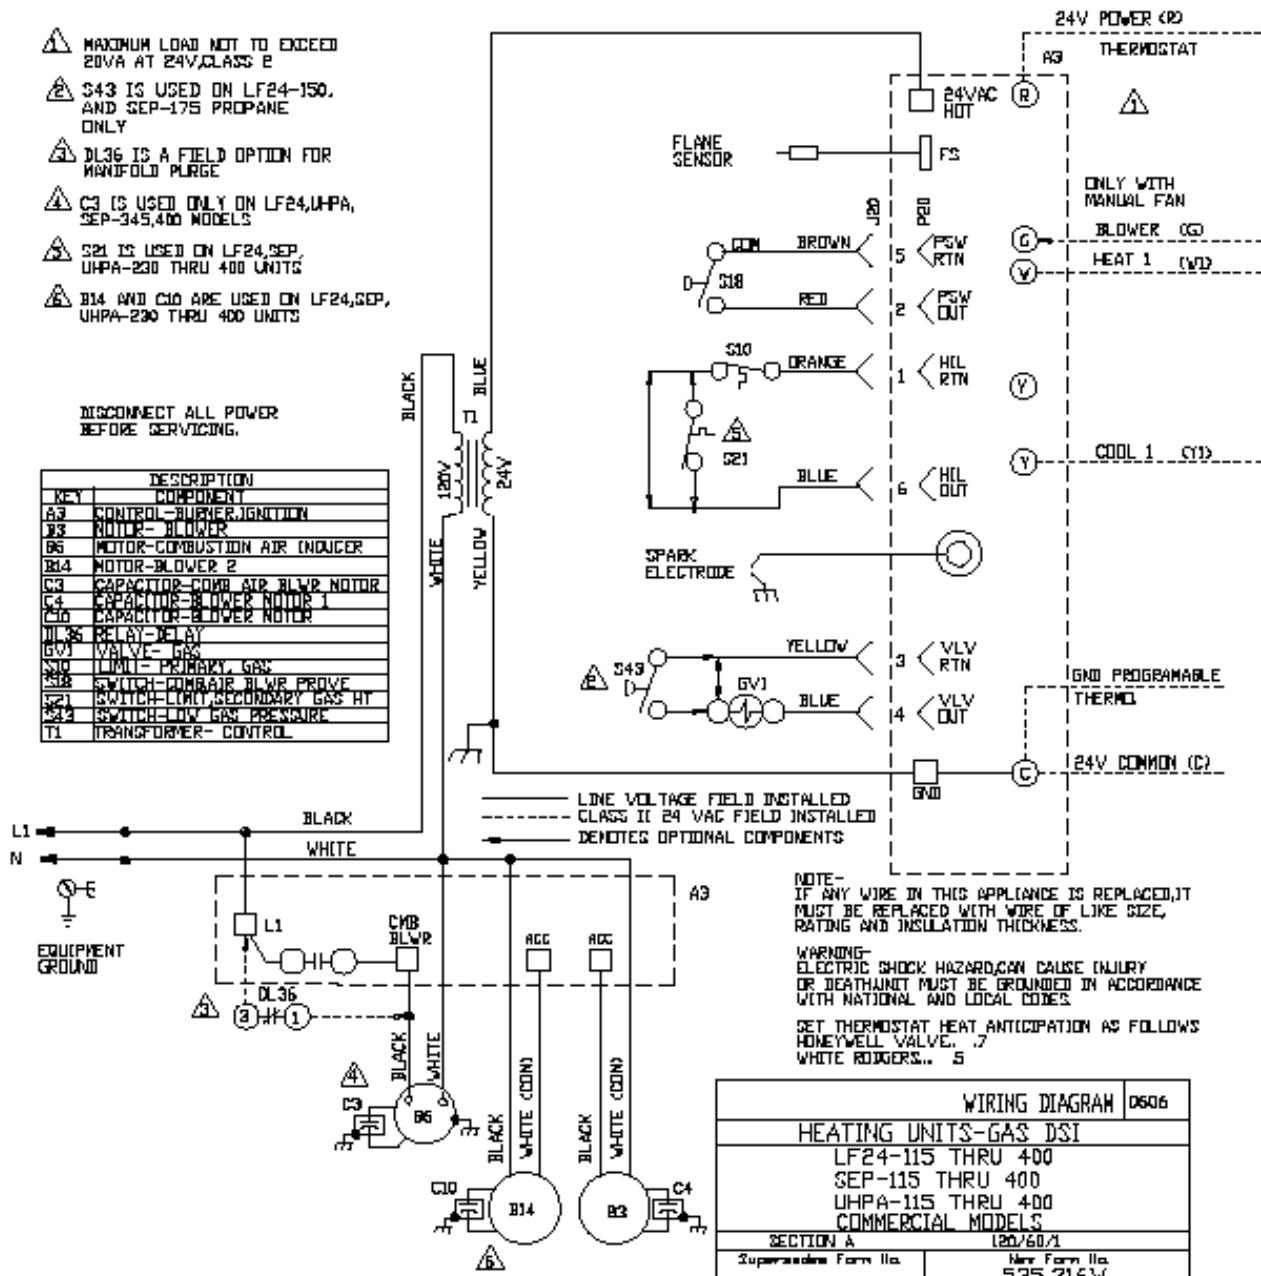 1 MAXIMUM LOAD NOT TO EXCEED
20VA AT 24V,CLASS 2
2 S43 IS USED ON LF24-150,
AND SEP-175 PROPANE
ONLY
3 DL36 IS A FIELD OPTION FOR
MANIFOLD PURGE
4 C3 IS USED ONLY ON LF24,UHPA,
SEP-345,400 MODELS
5 S21 IS USED ON LF24,SEP,
UHPA-230 THRU 400 UNITS
6 B14 AND C10 ARE USED ON LF24,SEP,
UHPA-230 THRU 400 UNITS
DISCONNECT ALL POWER
BEFORE SERVICING.
DESCRIPTION
KEY COMPONENT
A3 CONTROL-BURNER,IGNITION
B3 MOTOR- BLOWER
B6 MOTOR-COMBUSTION AIR INDUCER
B14 MOTOR-BLOWER 2
C3 CAPACITOR-COMB AIR BLWR MOTOR
C4 CAPACITOR-BLOWER MOTOR 1
C10 CAPACITOR-BLOWER MOTOR
DL36 RELAY-DELAY
GV1 VALVE- GAS
S10 LIMIT- PRIMARY, GAS
S18 SWITCH-COMB.AIR BLWR PROVE
S21 SWITCH-LIMIT,SECONDARY GAS HT
S43 SWITCH-LOW GAS PRESSURE
T1 TRANSFORMER- CONTROL
24V POWER (R)
THERMOSTAT
A3
1
24VAC
HOT
R
FLANE
SENSOR
FS
ONLY WITH
MANUAL FAN
J20
P20
BLOWER (G)
G
HEAT 1 (W1)
W
COM
BROWN
5
PSW
RTN
S18
RED
2
PSW
OUT
S10
ORANGE
1
HIL
RTN
Y
5
S21
BLUE
6
HIL
OUT
Y
COOL 1 (Y1)
BLACK
BLUE
T1
120V
24V
WHITE
YELLOW
SPARK
ELECTRODE
YELLOW
3
VLV
RTN
2
S43
GV1
BLUE
4
VLV
OUT
GND PROGRAMABLE
THERMO.
24V COMMON (C)
C
GND
LINE VOLTAGE FIELD INSTALLED
CLASS II 24 VAC FIELD INSTALLED
DENOTES OPTIONAL COMPONENTS
L1
BLACK
N
WHITE
E
EQUIPMENT
GROUND
A3
L1
CMB
BLWR
ACC
ACC
3
DL36
3
1
BLACK
WHITE
4
C3
B6
BLACK
WHITE (CON)
BLACK
WHITE (CON)
C10
B14
B3
C4
6
NOTE-
IF ANY WIRE IN THIS APPLIANCE IS REPLACED,IT
MUST BE REPLACED WITH WIRE OF LIKE SIZE,
RATING AND INSULATION THICKNESS.
WARNING-
ELECTRIC SHOCK HAZARD,CAN CAUSE INJURY
OR DEATH.UNIT MUST BE GROUNDED IN ACCORDANCE
WITH NATIONAL AND LOCAL CODES.
SET THERMOSTAT HEAT ANTICIPATION AS FOLLOWS
HONEYWELL VALVE. .7
WHITE RODGERS.. 5
WIRING DIAGRAM 0606
HEATING UNITS-GAS DSI
LF24-115 THRU 400
SEP-115 THRU 400
UHPA-115 THRU 400
COMMERCIAL MODELS
SECTION A 120/60/1
Supersedes Form No. New Form No.